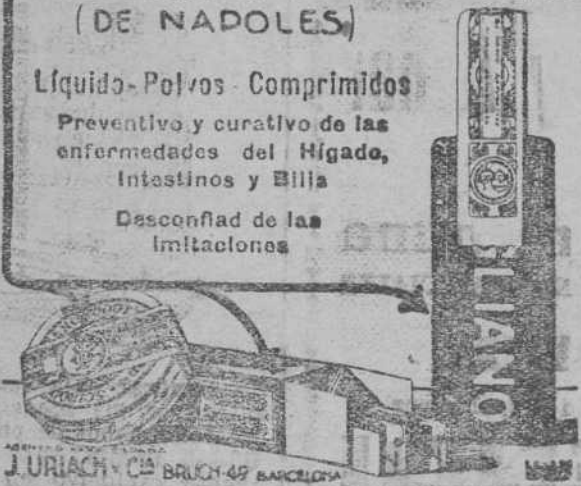 (DE NAPOLES)
Líquido-Polvos-Comprimidos
Preventivo y curativo de las
enfermedades del Hígado,
Intestinos y Bilis
Desconfiad de las
imitaciones
LIANO
J. URIACH Y Cía BRUCH-49 BARCELONA